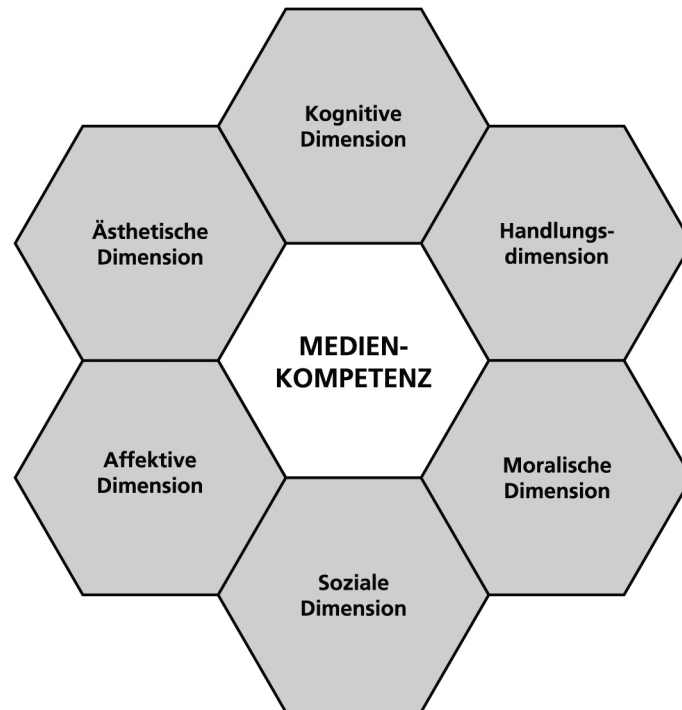 Kognitive
Dimension
Ästhetische
Dimension
Handlungs-
dimension
MEDIEN-
KOMPETENZ
Affektive
Dimension
Moralische
Dimension
Soziale
Dimension